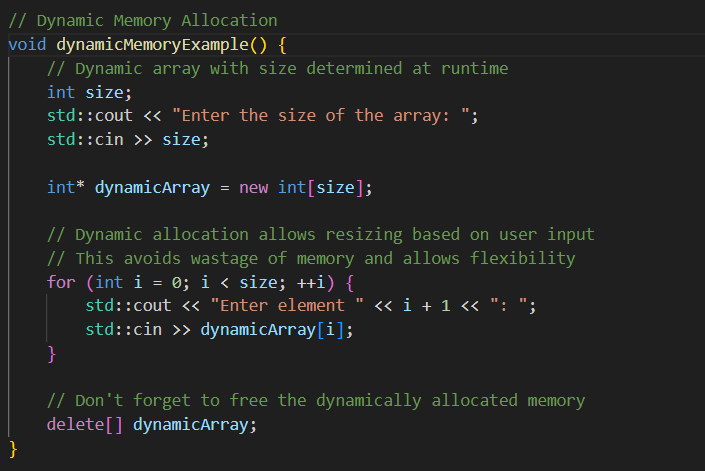 // Dynamic Memory Allocation
void dynamicMemoryExample() {
    // Dynamic array with size determined at runtime
    int size;
    std::cout << "Enter the size of the array: ";
    std::cin >> size;

    int* dynamicArray = new int[size];

    // Dynamic allocation allows resizing based on user input
    // This avoids wastage of memory and allows flexibility
    for (int i = 0; i < size; ++i) {
        std::cout << "Enter element " << i + 1 << ": ";
        std::cin >> dynamicArray[i];
    }

    // Don't forget to free the dynamically allocated memory
    delete[] dynamicArray;
}